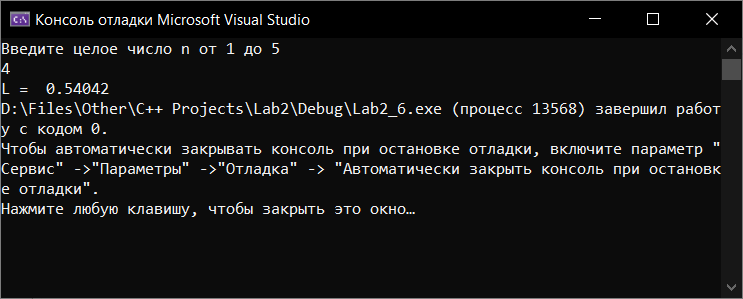 Консоль отладки Microsoft Visual Studio
Введите целое число n от 1 до 5
4
L =  0.54042
D:\Files\Other\C++ Projects\Lab2\Debug\Lab2_6.exe (процесс 13568) завершил работ
у с кодом 0.
Чтобы автоматически закрывать консоль при остановке отладки, включите параметр "
Сервис" ->"Параметры" ->"Отладка" -> "Автоматически закрыть консоль при остановк
е отладки".
Нажмите любую клавишу, чтобы закрыть это окно…